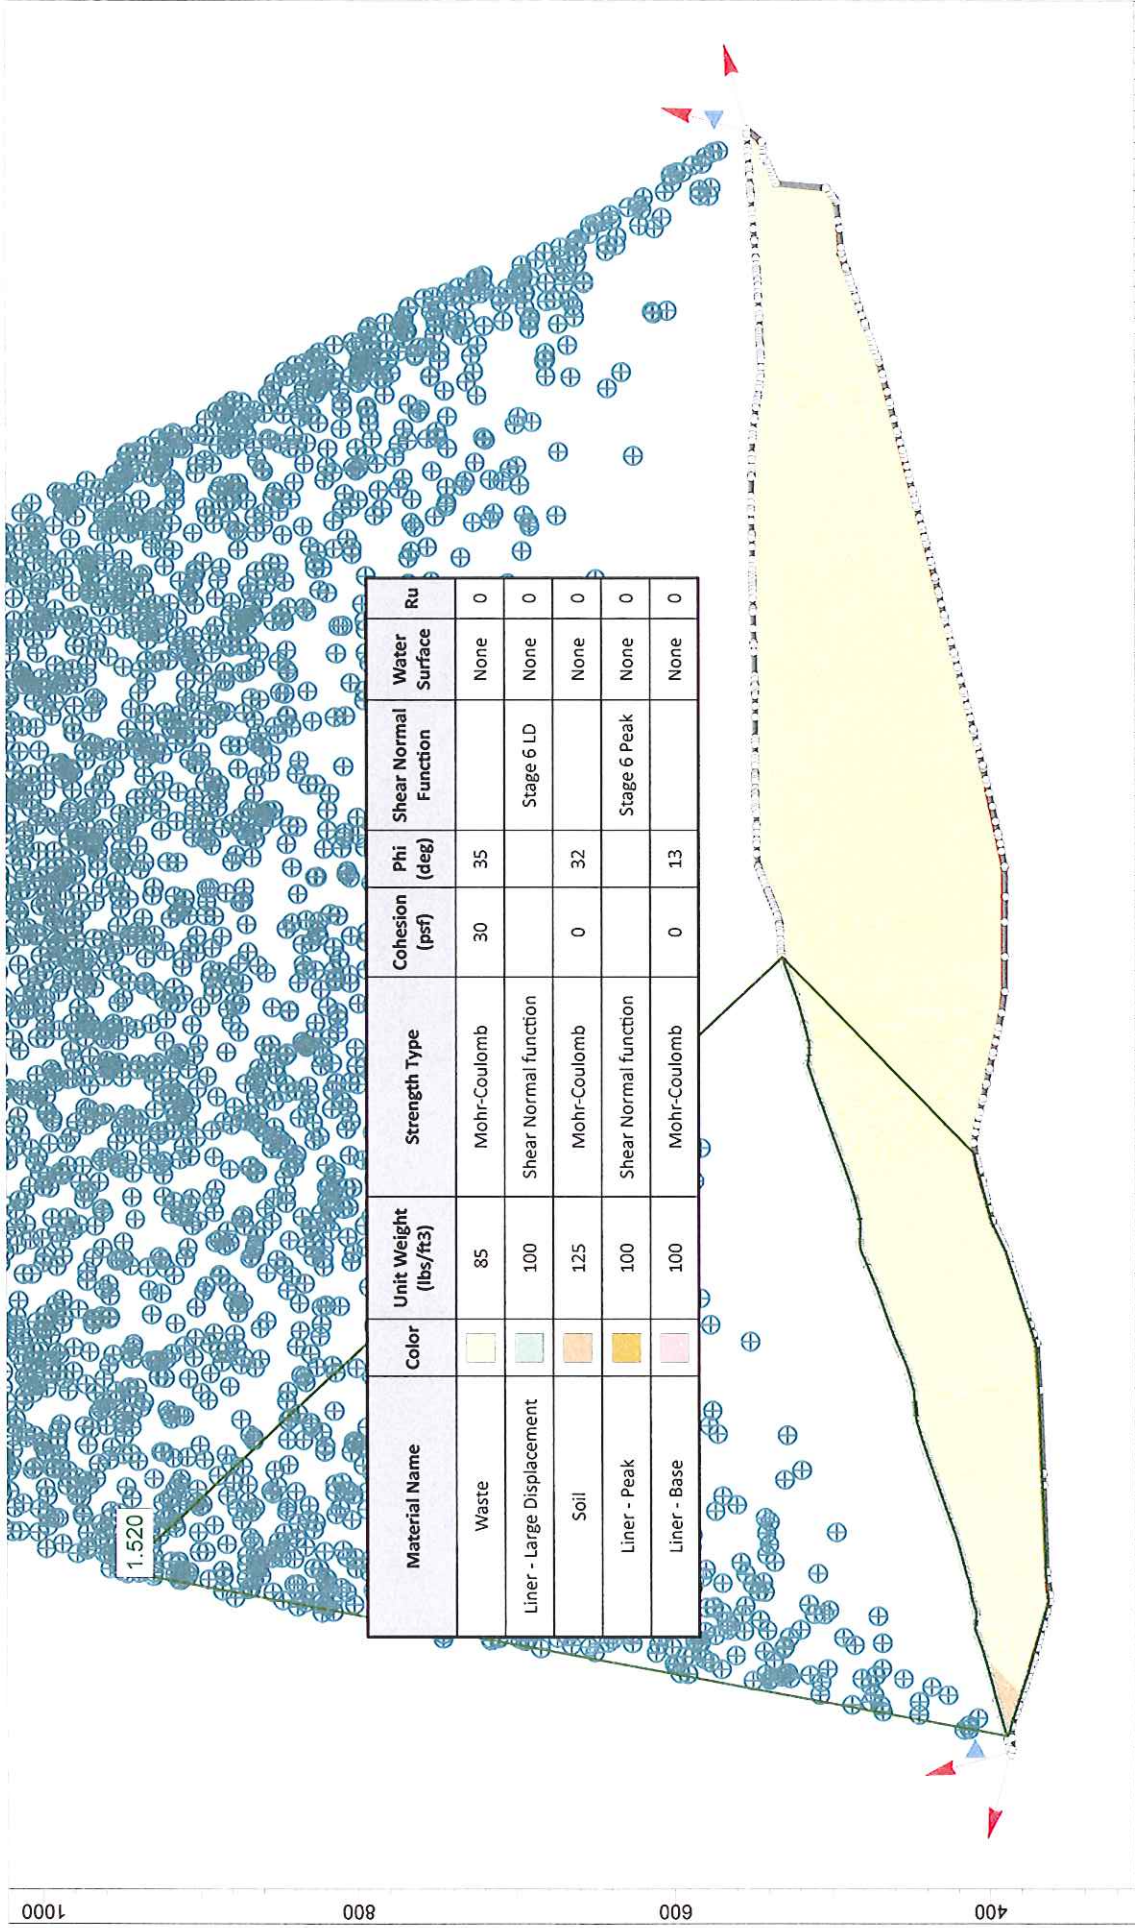 1.520
Material Name Color Unit Weight (lbs/ft3) Strength Type Cohesion (psf) Phi (deg) Shear Normal Function Water Surface Ru
Waste 85 Mohr-Coulomb 30 35 None 0
Liner - Large Displacement 100 Shear Normal function Stage 6 LD None 0
Soil 125 Mohr-Coulomb 0 32 None 0
Liner - Peak 100 Shear Normal function Stage 6 Peak None 0
Liner - Base 100 Mohr-Coulomb 0 13 None 0
1000
800
600
400